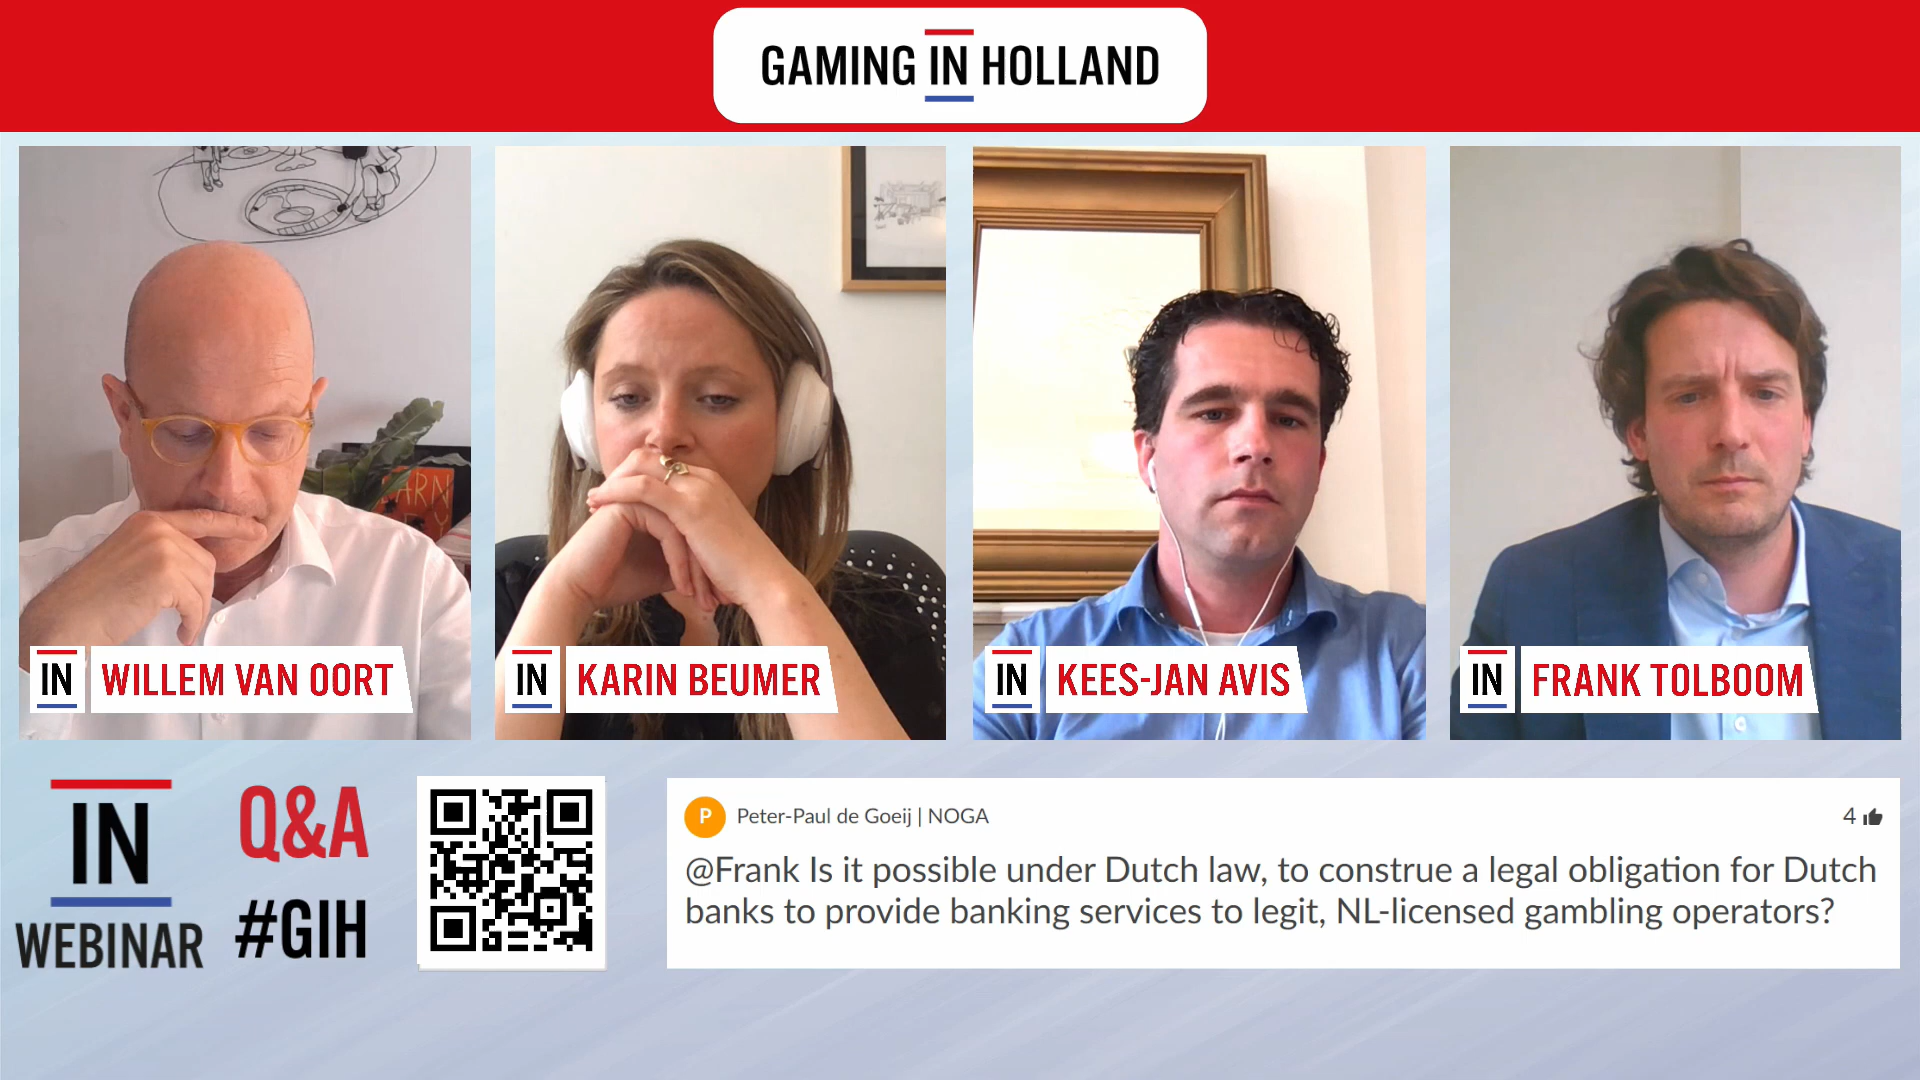 GAMING IN HOLLAND
ARN
IN WILLEM VAN OORT
IN KARIN BEUMER
IN KEES-JAN AVIS
IN FRANK TOLBOOM
IN
WEBINAR
Q&A
#GIH
P Peter-Paul de Goeij | NOGA 4
@Frank Is it possible under Dutch law, to construe a legal obligation for Dutch
banks to provide banking services to legit, NL-licensed gambling operators?